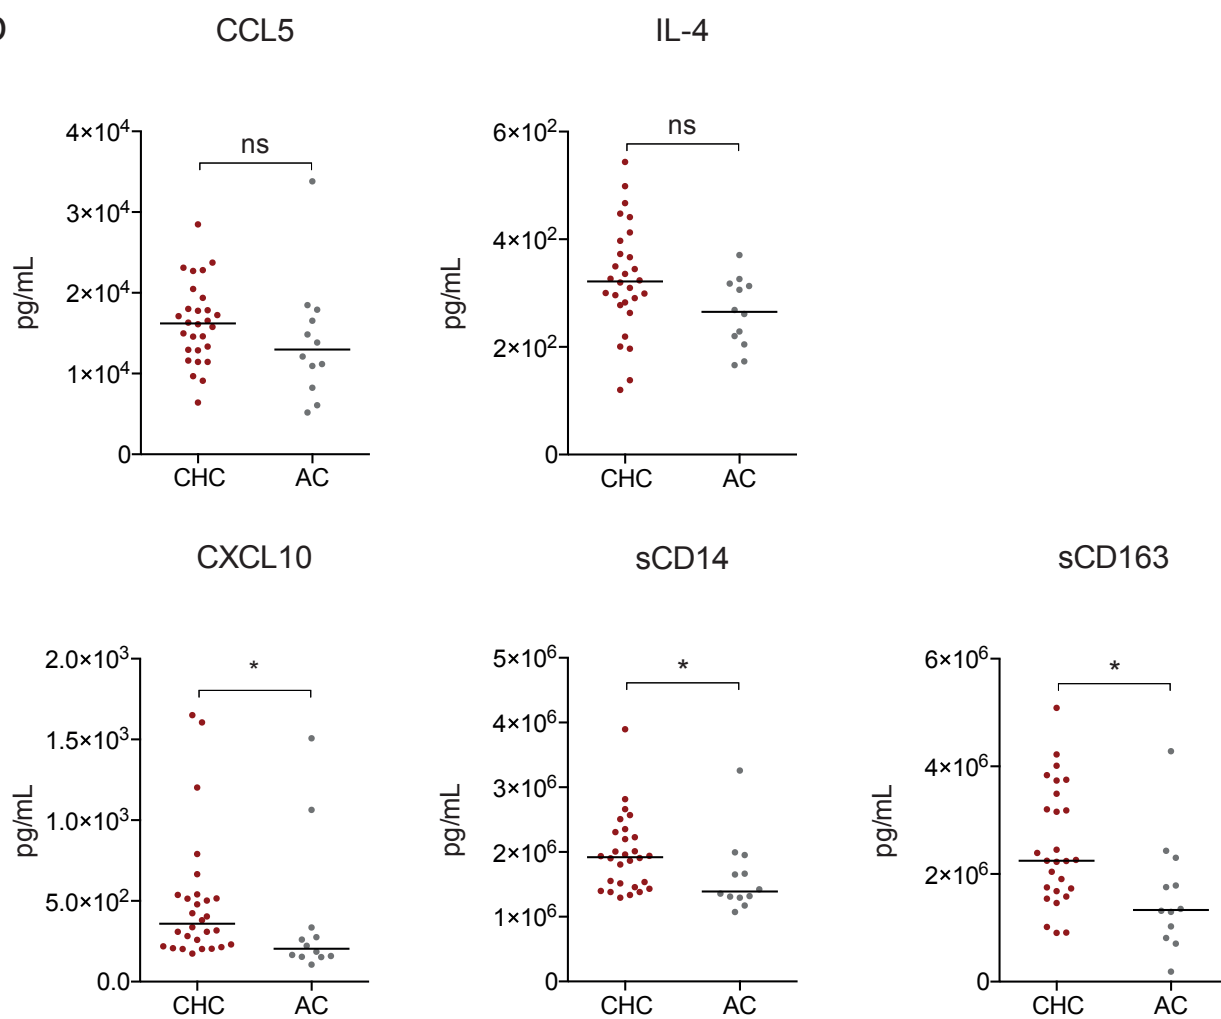 CCL5
pg/mL
4×10⁴
3×10⁴
2×10⁴
1×10⁴
0
ns
CHC AC
IL-4
pg/mL
6×10²
4×10²
2×10²
0
ns
CHC AC
CXCL10
pg/mL
2.0×10³
1.5×10³
1.0×10³
5.0×10²
0.0
*
CHC AC
sCD14
pg/mL
5×10⁶
4×10⁶
3×10⁶
2×10⁶
1×10⁶
0
*
CHC AC
sCD163
pg/mL
6×10⁶
4×10⁶
2×10⁶
0
*
CHC AC